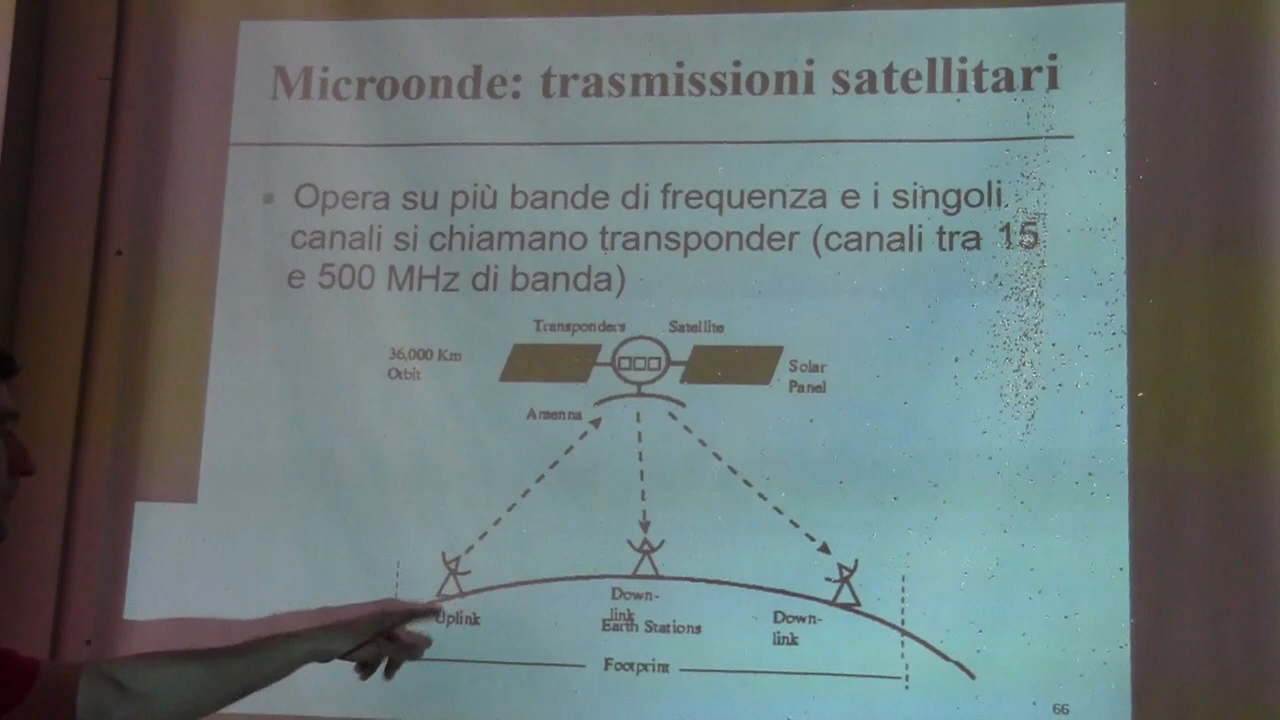 Microonde: trasmissioni satellitari
Opera su più bande di frequenza e i singoli
canali si chiamano transponder (canali tra 15
e 500 MHz di banda)
Transponders
Satellite
36,000 Km
Orbit
Solar
Panel
Antenna
Uplink
Down-
link
Earth Stations
Down-
link
Footprint
66